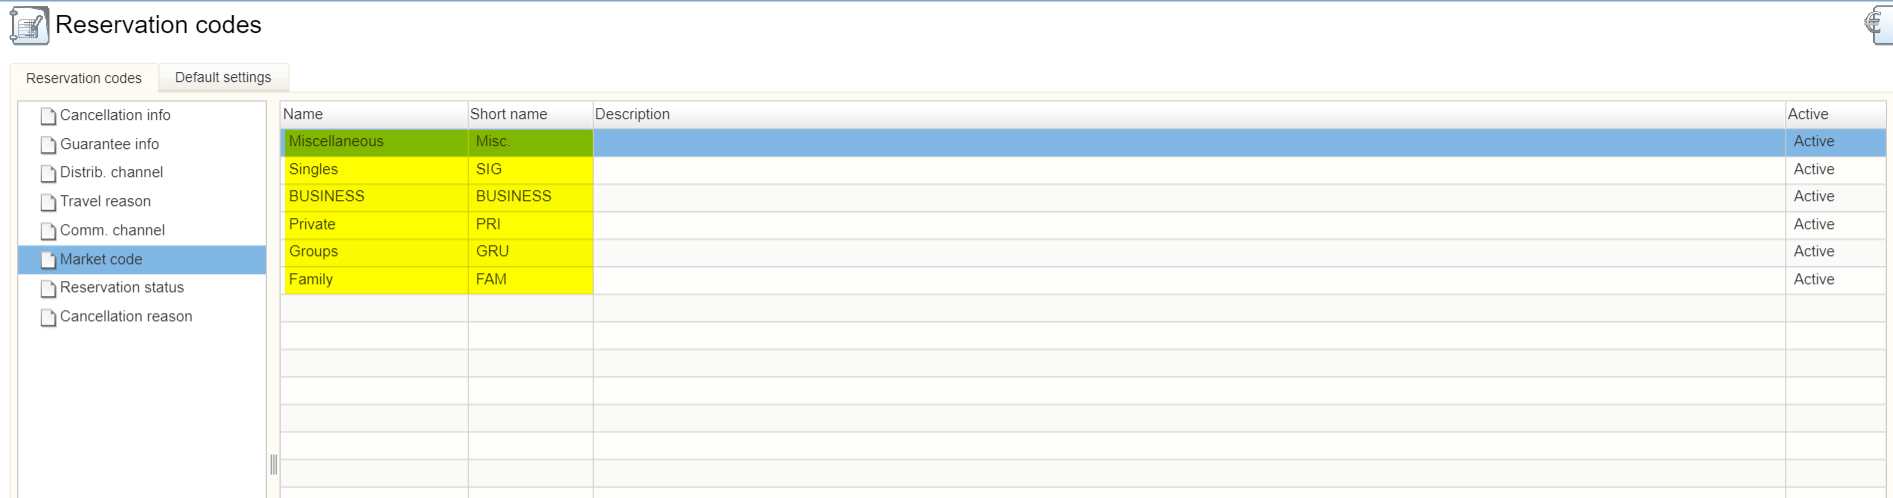 Reservation codes
€
Reservation codes Default settings
Cancellation info
Guarantee info
Distrib. channel
Travel reason
Comm. channel
Market code
Reservation status
Cancellation reason
Name Short name Description Active
Miscellaneous Misc. Active
Singles SIG Active
BUSINESS BUSINESS Active
Private PRI Active
Groups GRU Active
Family FAM Active